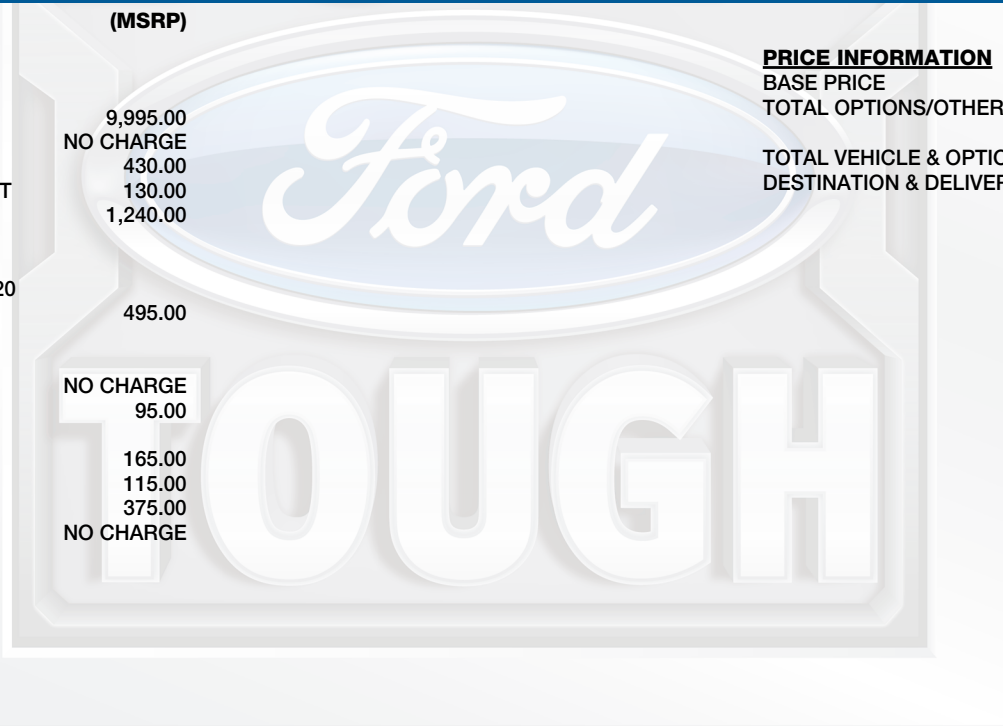 (MSRP)
9,995.00
NO CHARGE
430.00
T 130.00
1,240.00
20
495.00
NO CHARGE
95.00
165.00
115.00
375.00
NO CHARGE
PRICE INFORMATION
BASE PRICE
TOTAL OPTIONS/OTHER
TOTAL VEHICLE & OPTIO
DESTINATION & DELIVER
Ford
TOUGH